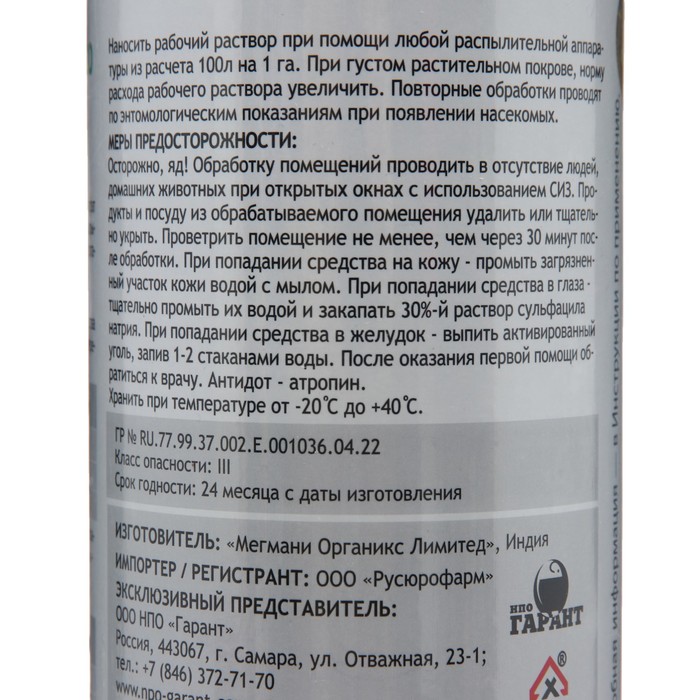 Наносить рабочий раствор при помощи любой распылительной аппара-
туры из расчета 100л на 1 га. При густом растительном покрове, норму
расхода рабочего раствора увеличить. Повторные обработки проводят
по энтомологическим показаниям при появлении насекомых.
МЕРЫ ПРЕДОСТОРОЖНОСТИ:
Осторожно, яд! Обработку помещений проводить в отсутствие людей,
домашних животных при открытых окнах с использованием СИЗ. Про-
дукты и посуду из обрабатываемого помещения удалить или тщатель-
но укрыть. Проветрить помещение не менее, чем через 30 минут пос-
ле обработки. При попадании средства на кожу - промыть загрязнен-
ный участок кожи водой с мылом. При попадании средства в глаза -
тщательно промыть их водой и закапать 30%-й раствор сульфацила
натрия. При попадании средства в желудок - выпить активированный
уголь, запив 1-2 стаканами воды. После оказания первой помощи об-
ратиться к врачу. Антидот - атропин.
Хранить при температуре от -20°C до +40°C.
ГР № RU.77.99.37.002.E.001036.04.22
Класс опасности: III
Срок годности: 24 месяца с даты изготовления
ИЗГОТОВИТЕЛЬ: «Мегмани Органикс Лимитед», Индия
ИМПОРТЕР / РЕГИСТРАНТ: ООО «Русюрофарм»
ЭКСКЛЮЗИВНЫЙ ПРЕДСТАВИТЕЛЬ:
ООО НПО «Гарант»
Россия, 443067, г. Самара, ул. Отважная, 23-1;
тел.: +7 (846) 372-71-70
НПО
ГАРАНТ
®
информация — в Инструкции по применению